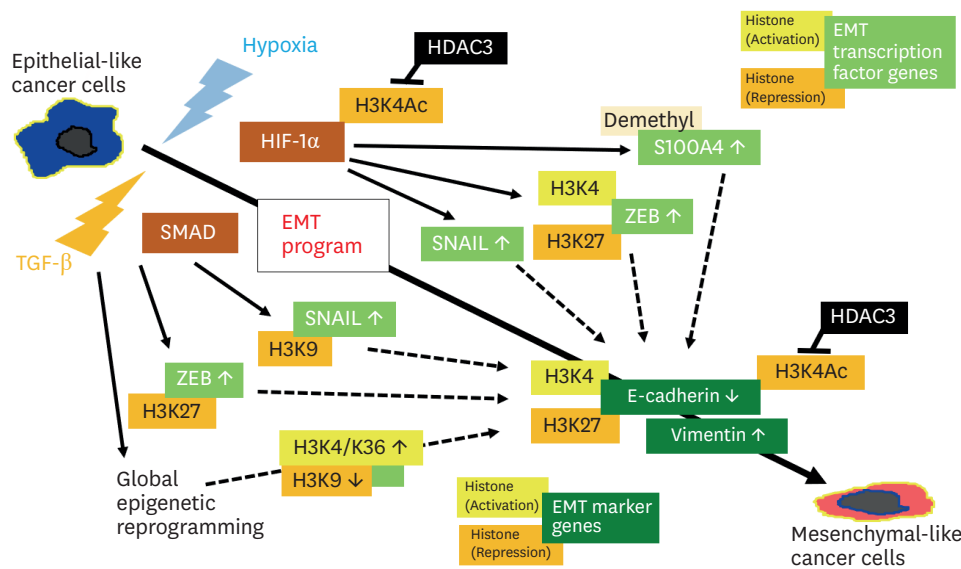 Epithelial-like
cancer cells
Hypoxia
HDAC3
H3K4Ac
HIF-1α
Histone
(Activation)
EMT
transcription
factor genes
Histone
(Repression)
Demethyl
S100A4 ↑
H3K4
ZEB ↑
H3K27
SNAIL ↑
EMT
program
SMAD
TGF-β
SNAIL ↑
H3K9
ZEB ↑
H3K27
HDAC3
H3K4Ac
H3K4
E-cadherin ↓
H3K27
Vimentin ↑
H3K4/K36 ↑
H3K9 ↓
Global
epigenetic
reprogramming
Histone
(Activation)
EMT marker
genes
Histone
(Repression)
Mesenchymal-like
cancer cells